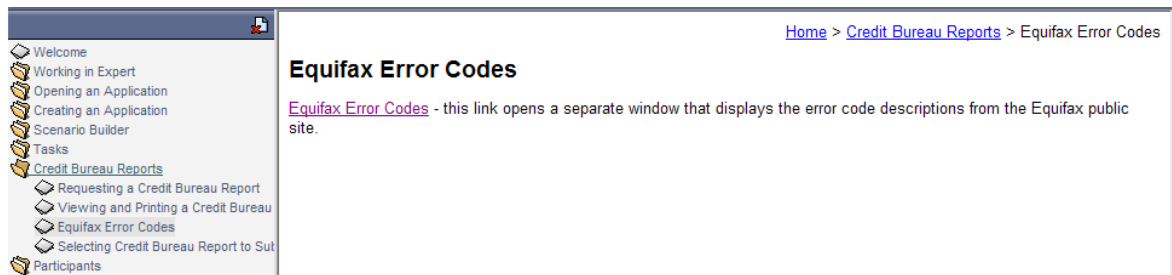 Welcome
Working in Expert
Opening an Application
Creating an Application
Scenario Builder
Tasks
Credit Bureau Reports
Requesting a Credit Bureau Report
Viewing and Printing a Credit Bureau
Equifax Error Codes
Selecting Credit Bureau Report to Sub
Participants
Home > Credit Bureau Reports > Equifax Error Codes
Equifax Error Codes
Equifax Error Codes - this link opens a separate window that displays the error code descriptions from the Equifax public
site.